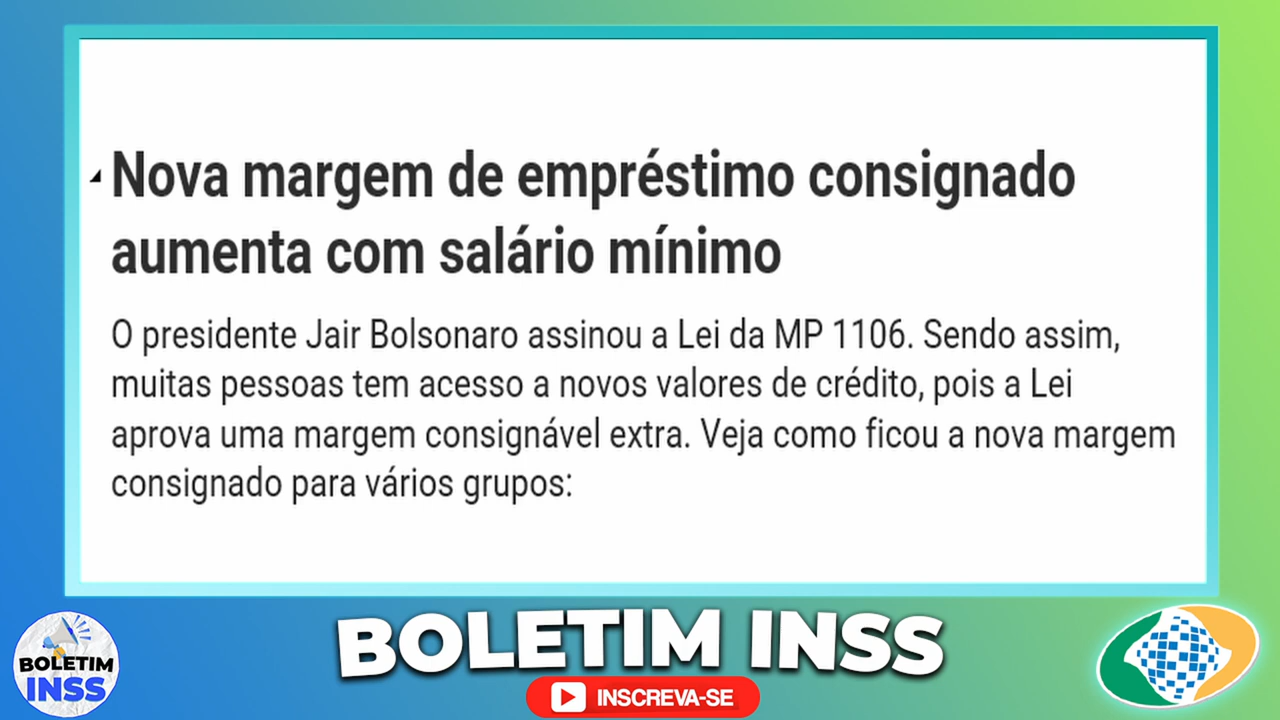 Nova margem de empréstimo consignado
aumenta com salário mínimo
O presidente Jair Bolsonaro assinou a Lei da MP 1106. Sendo assim,
muitas pessoas tem acesso a novos valores de crédito, pois a Lei
aprova uma margem consignável extra. Veja como ficou a nova margem
consignado para vários grupos:
BOLETIM
INSS
BOLETIM INSS
INSCREVA-SE